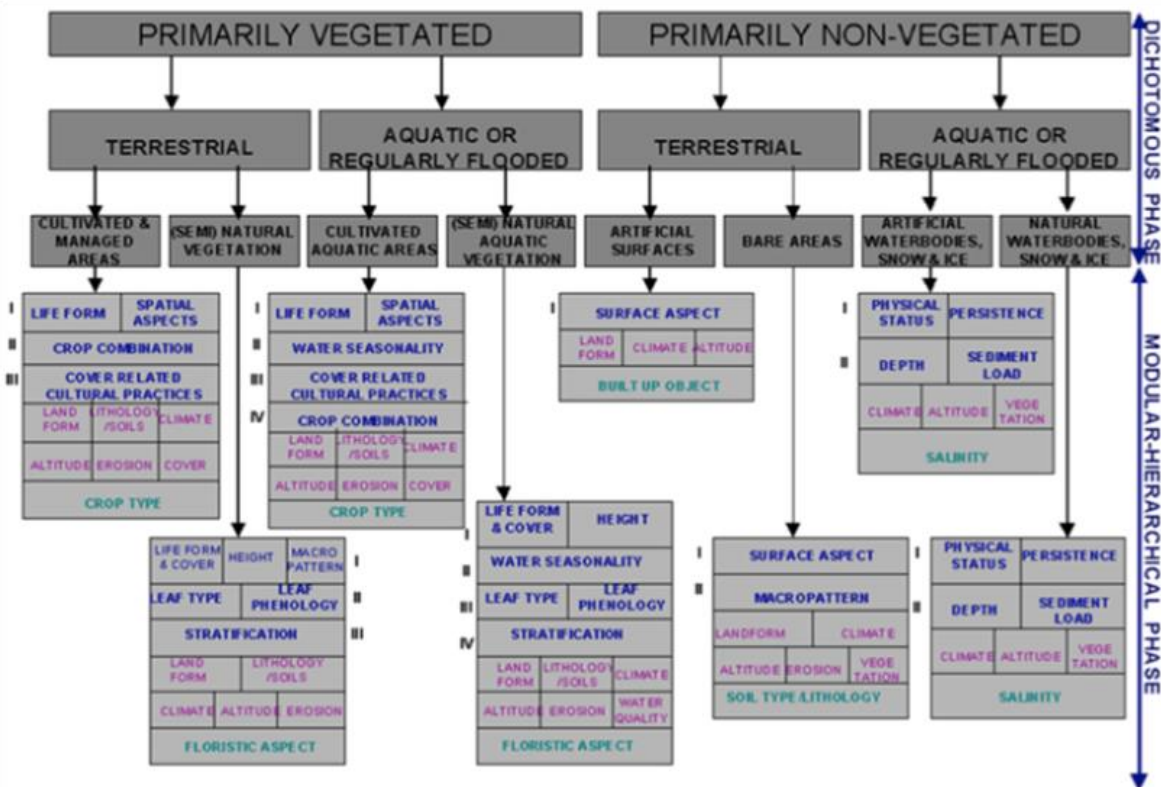 PRIMARILY VEGETATED
PRIMARILY NON-VEGETATED
DICHOTOMOUS PHASE
TERRESTRIAL
AQUATIC OR
REGULARLY FLOODED
TERRESTRIAL
AQUATIC OR
REGULARLY FLOODED
CULTIVATED &
MANAGED
AREAS
(SEMI) NATURAL
VEGETATION
CULTIVATED
AQUATIC AREAS
(SEMI) NATURAL
AQUATIC
VEGETATION
ARTIFICIAL
SURFACES
BARE AREAS
ARTIFICIAL
WATERBODIES,
SNOW & ICE
NATURAL
WATERBODIES,
SNOW & ICE
MODULAR-HIERARCHICAL PHASE
I
LIFE FORM
SPATIAL
ASPECTS
II
CROP COMBINATION
III
COVER RELATED
CULTURAL PRACTICES
LAND
FORM
LITHOLOGY
/SOILS
CLIMATE
ALTITUDE
EROSION
COVER
CROP TYPE
I
LIFE FORM
SPATIAL
ASPECTS
II
WATER SEASONALITY
III
COVER RELATED
CULTURAL PRACTICES
IV
CROP COMBINATION
LAND
FORM
LITHOLOGY
/SOILS
CLIMATE
ALTITUDE
EROSION
COVER
CROP TYPE
I
SURFACE ASPECT
LAND
FORM
CLIMATE
ALTITUDE
BUILT UP OBJECT
I
PHYSICAL
STATUS
PERSISTENCE
II
DEPTH
SEDIMENT
LOAD
CLIMATE
ALTITUDE
VEGE
TATION
SALINITY
LIFE FORM
& COVER
HEIGHT
MACRO
PATTERN
I
LEAF TYPE
LEAF
PHENOLOGY
II
STRATIFICATION
III
LAND
FORM
LITHOLOGY
/SOILS
CLIMATE
ALTITUDE
EROSION
FLORISTIC ASPECT
I
LIFE FORM
& COVER
HEIGHT
II
WATER SEASONALITY
III
LEAF TYPE
LEAF
PHENOLOGY
IV
STRATIFICATION
LAND
FORM
LITHOLOGY
/SOILS
CLIMATE
ALTITUDE
EROSION
WATER
QUALITY
FLORISTIC ASPECT
I
SURFACE ASPECT
II
MACROPATTERN
LANDFORM
CLIMATE
ALTITUDE
EROSION
VEGE
TATION
SOIL TYPE/LITHOLOGY
I
PHYSICAL
STATUS
PERSISTENCE
II
DEPTH
SEDIMENT
LOAD
CLIMATE
ALTITUDE
VEGE
TATION
SALINITY